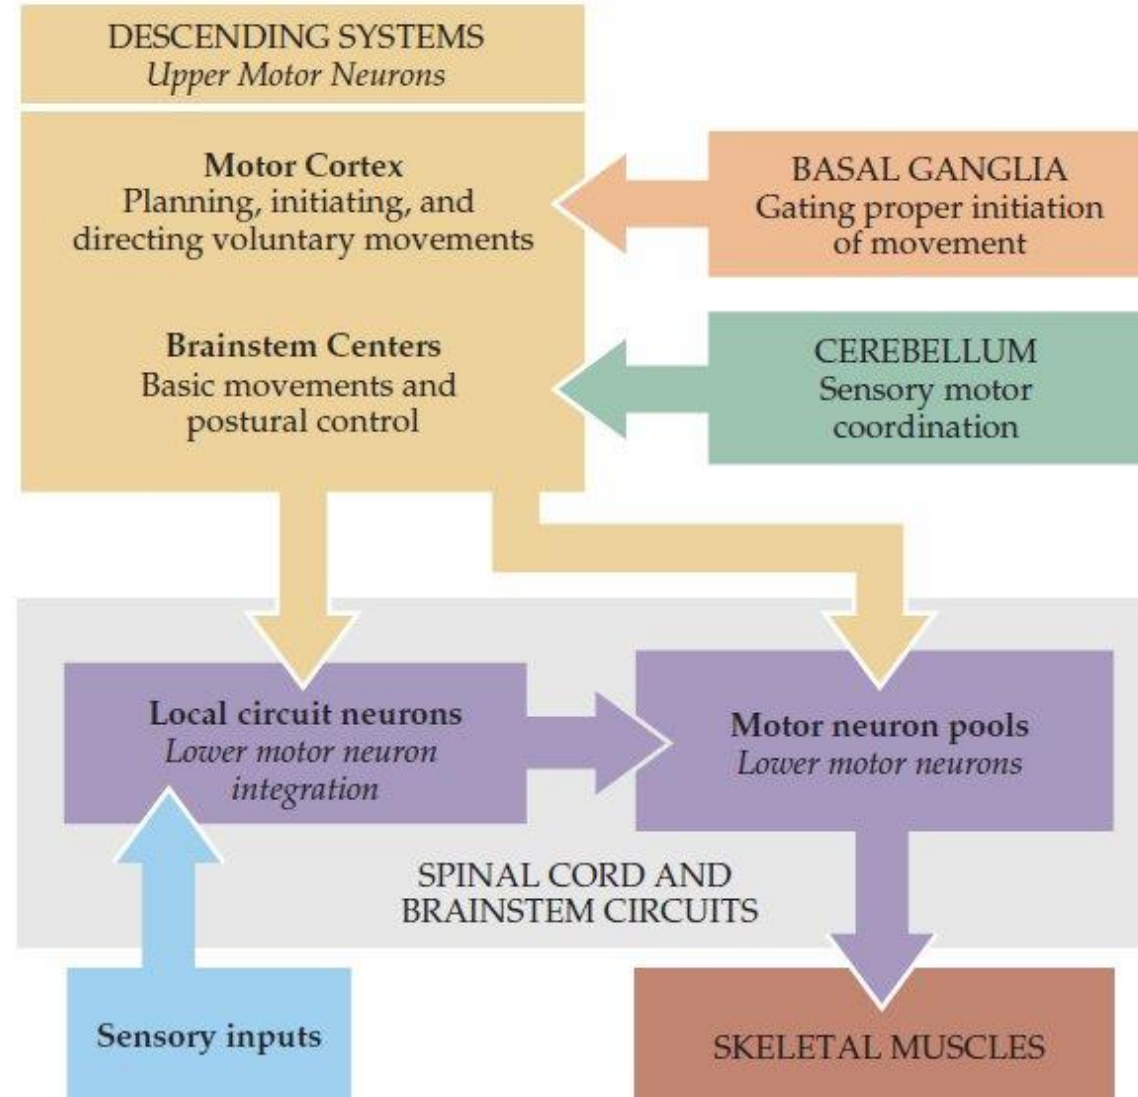 DESCENDING SYSTEMS
Upper Motor Neurons
Motor Cortex
Planning, initiating, and
directing voluntary movements
BASAL GANGLIA
Gating proper initiation
of movement
Brainstem Centers
Basic movements and
postural control
CEREBELLUM
Sensory motor
coordination
Local circuit neurons
Lower motor neuron
integration
Motor neuron pools
Lower motor neurons
SPINAL CORD AND
BRAINSTEM CIRCUITS
Sensory inputs
SKELETAL MUSCLES